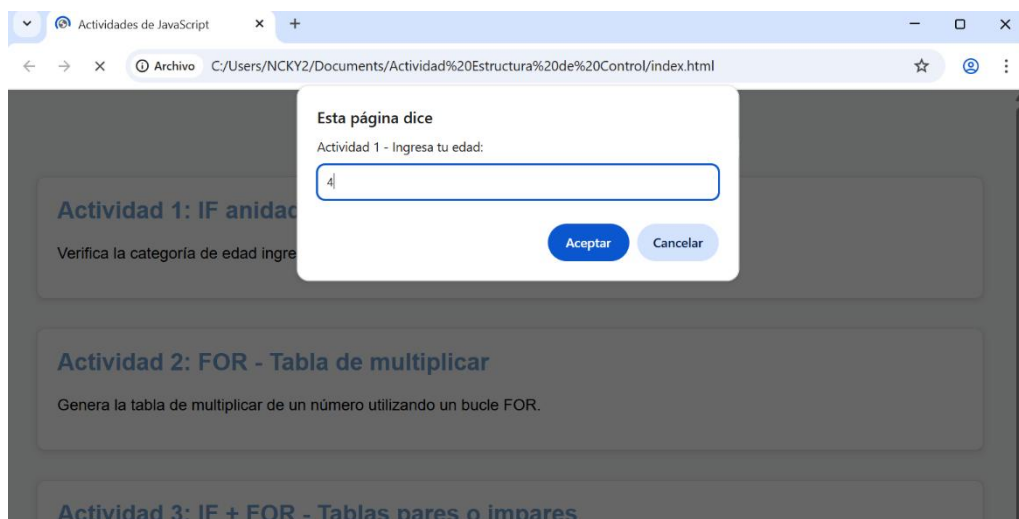 Actividades de JavaScript
Archivo C:/Users/NCKY2/Documents/Actividad%20Estructura%20de%20Control/index.html
Esta página dice
Actividad 1 - Ingresa tu edad:
4
Aceptar Cancelar
Actividad 1: IF anidad
Verifica la categoría de edad ingre
Actividad 2: FOR - Tabla de multiplicar
Genera la tabla de multiplicar de un número utilizando un bucle FOR.
Actividad 3: IF + FOR - Tablas pares o impares